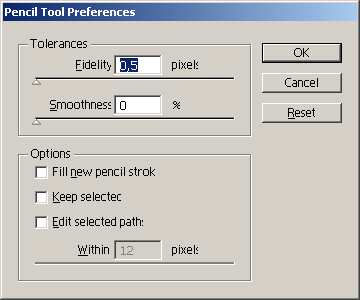 Pencil Tool Preferences
Tolerances
Fidelity 0,5 pixels
Smoothness 0 %
OK
Cancel
Reset
Options
Fill new pencil strok
Keep selected
Edit selected paths
Within 12 pixels